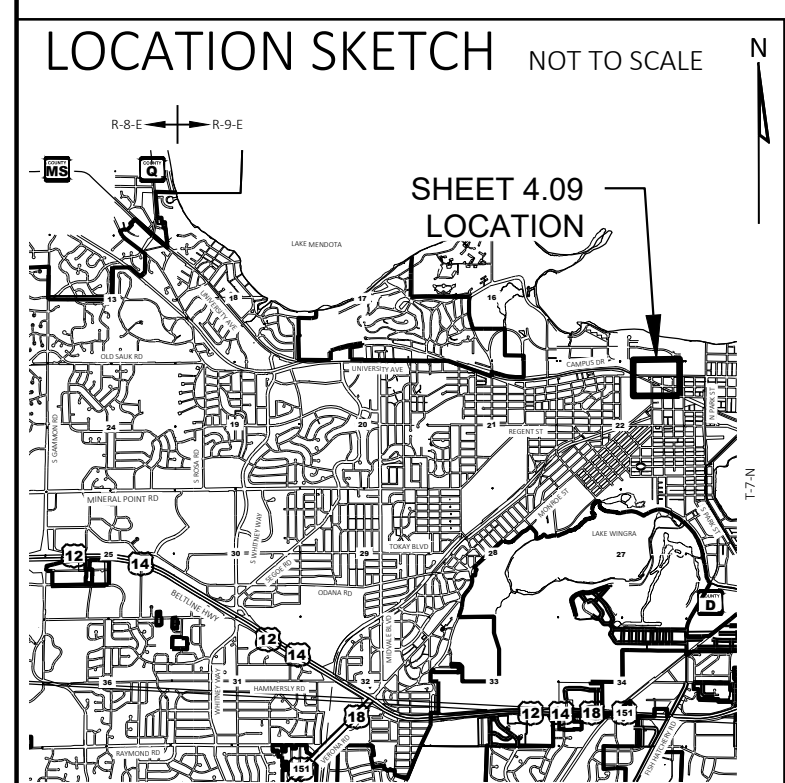 LOCATION SKETCH NOT TO SCALE
N
R-8-E R-9-E
COUNTY
MS
COUNTY
Q
SHEET 4.09
LOCATION
LAKE MENDOTA
13
18
17
16
UNIVERSITY AVE
OLD SAUK RD
UNIVERSITY AVE
CAMPUS DR
N PARK ST
S GAMMON RD
24
19
20
21
22
REGENT ST
S ROSA RD
MINERAL POINT RD
MONROE ST
T-7-N
S PARK ST
S WHITNEY WAY
LAKE WINGRA
12
25
14
30
29
TOKAY BLVD
28
27
SEGOE RD
ODANA RD
COUNTY
D
BELTLINE HWY
12
14
MIDVALE BLVD
36
31
32
33
34
HAMMERSLY RD
WHITNEY WAY
18
12
14
18
151
RAYMOND RD
VERONA RD
151